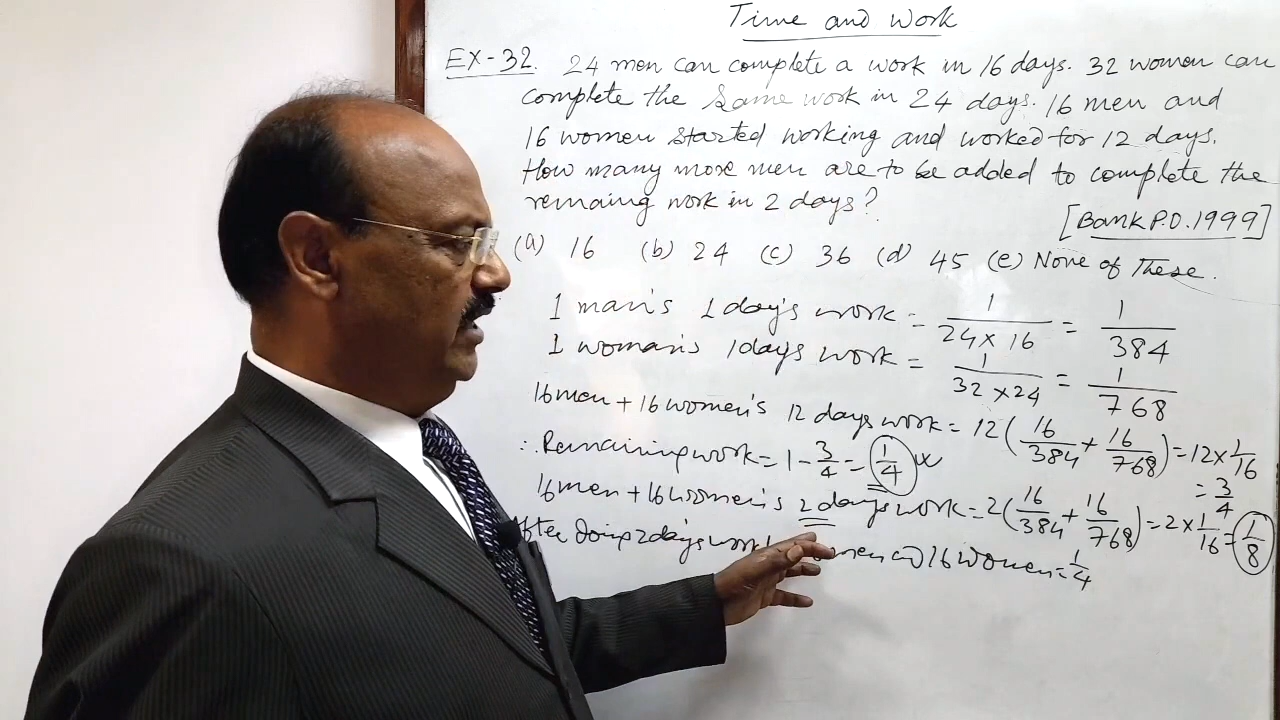 Time and Work
EX-32. 24 men can complete a work in 16 days. 32 women can
complete the same work in 24 days. 16 men and
16 women started working and worked for 12 days.
How many more men are to be added to complete the
remaing work in 2 days?
[Bank P.O. 1999]
(a) 16 (b) 24 (c) 36 (d) 45 (e) None of These.
1 man's 1 day's work = 1/(24 × 16) = 1/384
1 woman's 1 days work = 1/(32 × 24) = 1/768
16 men + 16 women's 12 days work = 12(16/384 + 16/768) = 12 × 1/16
= 3/4
∴ Remaining work = 1 - 3/4 = 1/4
16 men + 16 women's 2 days work = 2(16/384 + 16/768) = 2 × 1/16 = 1/8
After doing 2 day's work men 16 women = 1/4